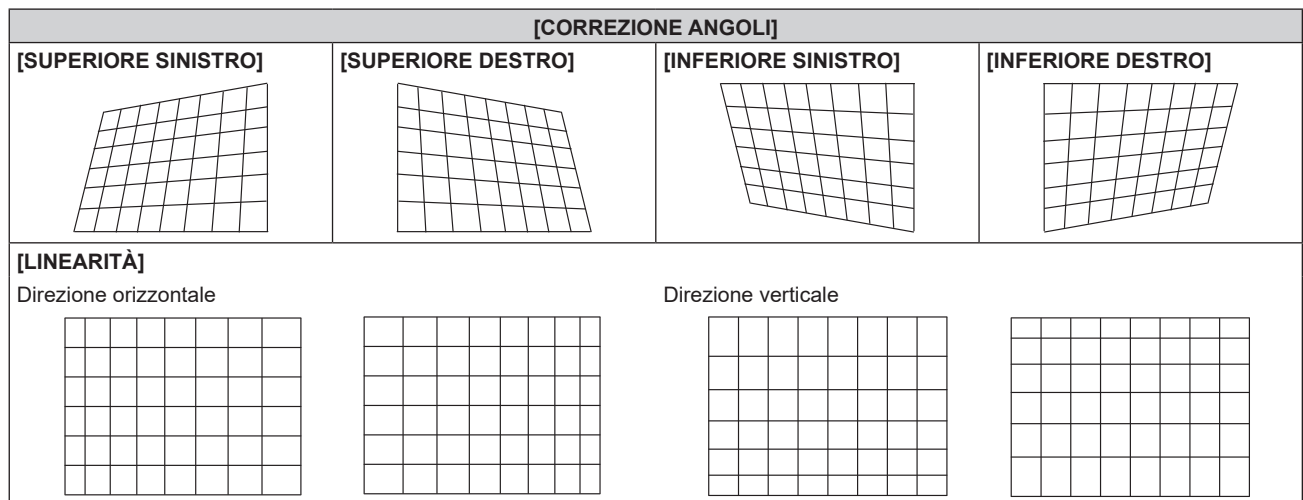 [CORREZIONE ANGOLI]
[SUPERIORE SINISTRO] [SUPERIORE DESTRO] [INFERIORE SINISTRO] [INFERIORE DESTRO]
[LINEARITÀ]
Direzione orizzontale Direzione verticale